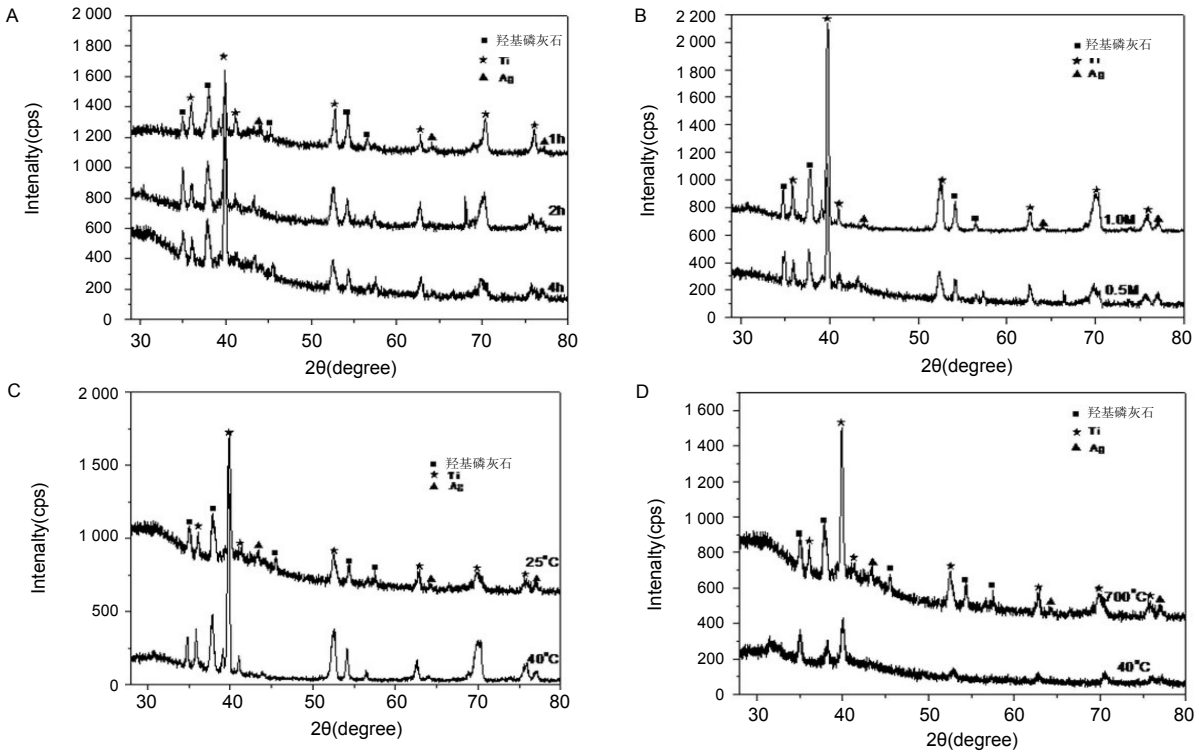 A
Intenalty(cps)
2 000
1 800
1 600
1 400
1 200
1 000
800
600
400
200
0
■ 羟基磷灰石
★ Ti
▲ Ag
1h
2h
4h
30 40 50 60 70 80
2θ(degree)
B
Intenalty(cps)
2 200
2 000
1 800
1 600
1 400
1 200
1 000
800
600
400
200
0
■ 羟基磷灰石
★ Ti
▲ Ag
1.0M
0.5M
30 40 50 60 70 80
2θ(degree)
C
Intenalty(cps)
2 000
1 500
1 000
500
0
■ 羟基磷灰石
★ Ti
▲ Ag
25°C
40°C
30 40 50 60 70 80
2θ(degree)
D
Intenalty(cps)
1 600
1 400
1 200
1 000
800
600
400
200
0
■ 羟基磷灰石
★ Ti
▲ Ag
700°C
40°C
30 40 50 60 70 80
2θ(degree)